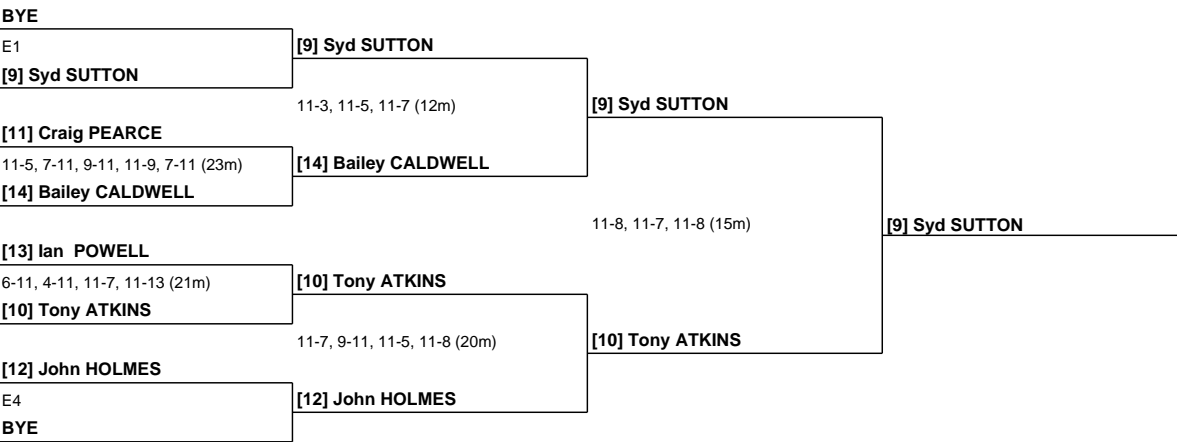 BYE
E1
[9] Syd SUTTON
[9] Syd SUTTON
11-3, 11-5, 11-7 (12m)
[9] Syd SUTTON
[11] Craig PEARCE
11-5, 7-11, 9-11, 11-9, 7-11 (23m)
[14] Bailey CALDWELL
[14] Bailey CALDWELL
11-8, 11-7, 11-8 (15m)
[9] Syd SUTTON
[13] Ian  POWELL
6-11, 4-11, 11-7, 11-13 (21m)
[10] Tony ATKINS
[10] Tony ATKINS
11-7, 9-11, 11-5, 11-8 (20m)
[10] Tony ATKINS
[12] John HOLMES
E4
[12] John HOLMES
BYE